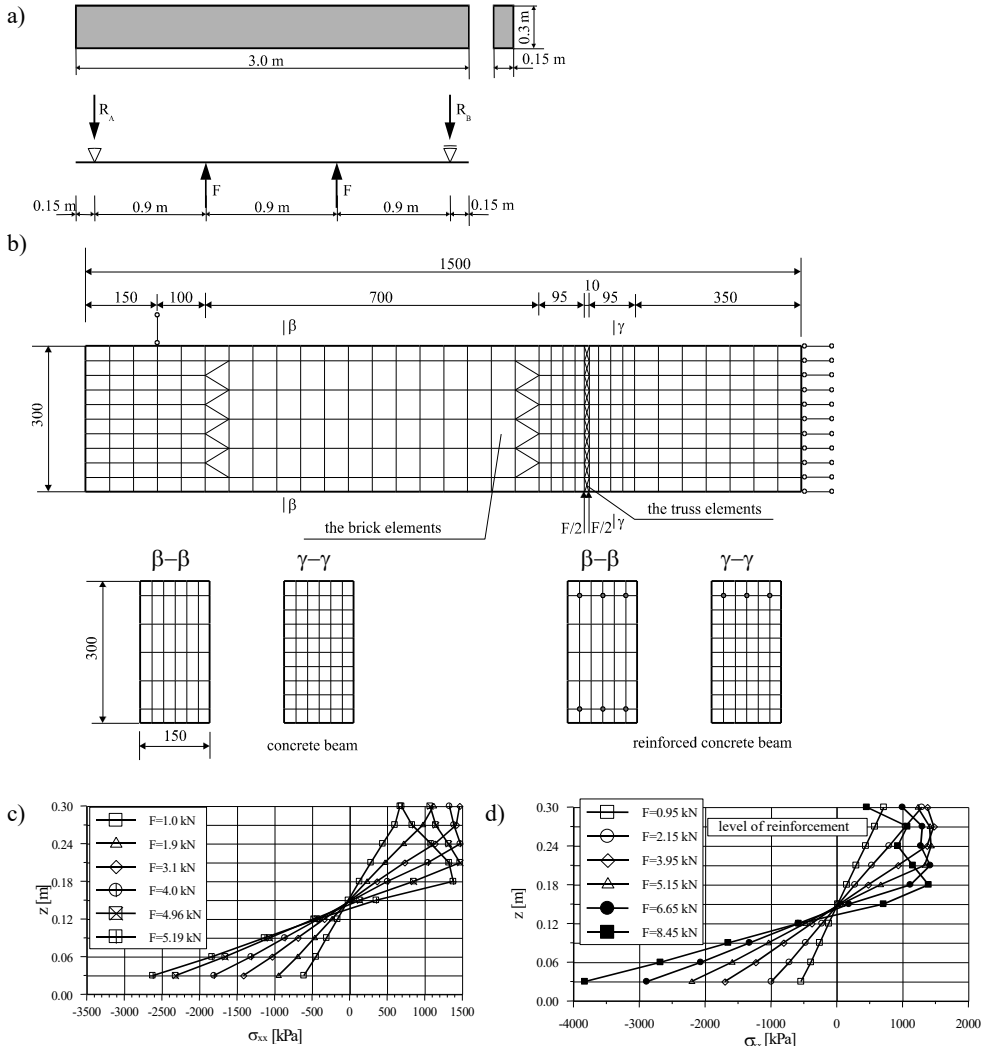 a)
3.0 m
0.3 m
0.15 m
R_A
R_B
F
F
0.15 m
0.9 m
0.9 m
0.9 m
0.15 m
b)
1500
10
150
100
700
95
95
350
β
γ
300
β
γ
the brick elements
F/2
F/2
the truss elements
β–β
γ–γ
β–β
γ–γ
300
150
concrete beam
reinforced concrete beam
c)
0.30
0.24
0.18
0.12
0.06
0.00
z [m]
F=1.0 kN
F=1.9 kN
F=3.1 kN
F=4.0 kN
F=4.96 kN
F=5.19 kN
-3500 -3000 -2500 -2000 -1500 -1000 -500 0 500 1000 1500
σxx [kPa]
d)
0.30
0.24
0.18
0.12
0.06
0.00
z [m]
F=0.95 kN
F=2.15 kN
F=3.95 kN
F=5.15 kN
F=6.65 kN
F=8.45 kN
level of reinforcement
-4000 -3000 -2000 -1000 0 1000 2000
σxx [kPa]